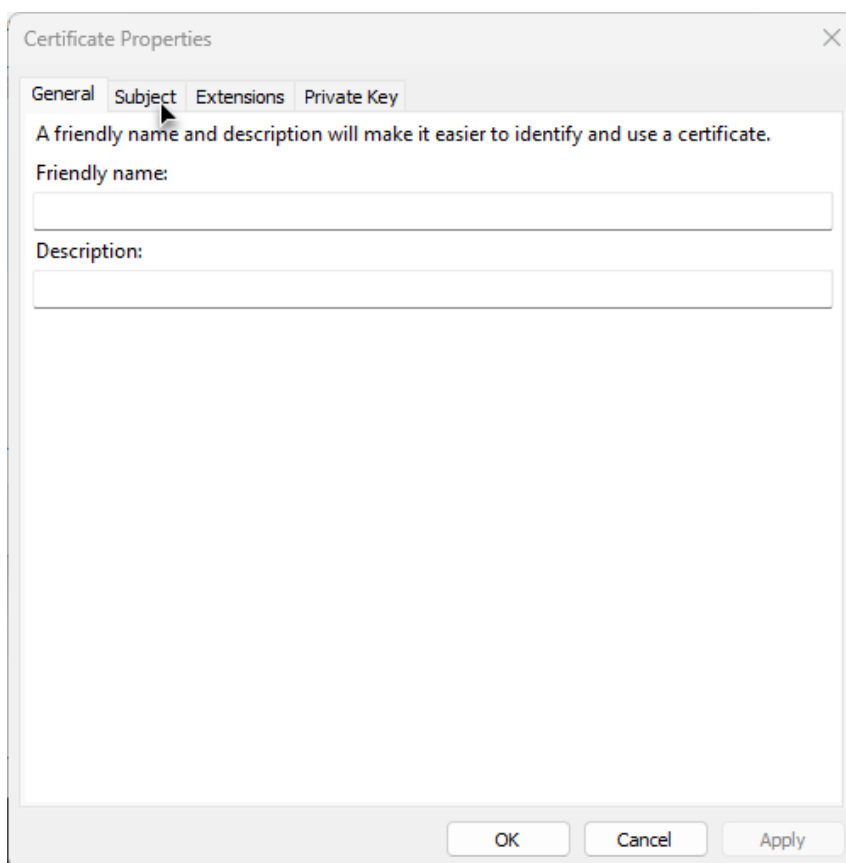 Certificate Properties
General Subject Extensions Private Key
A friendly name and description will make it easier to identify and use a certificate.
Friendly name:
Description:
OK Cancel Apply